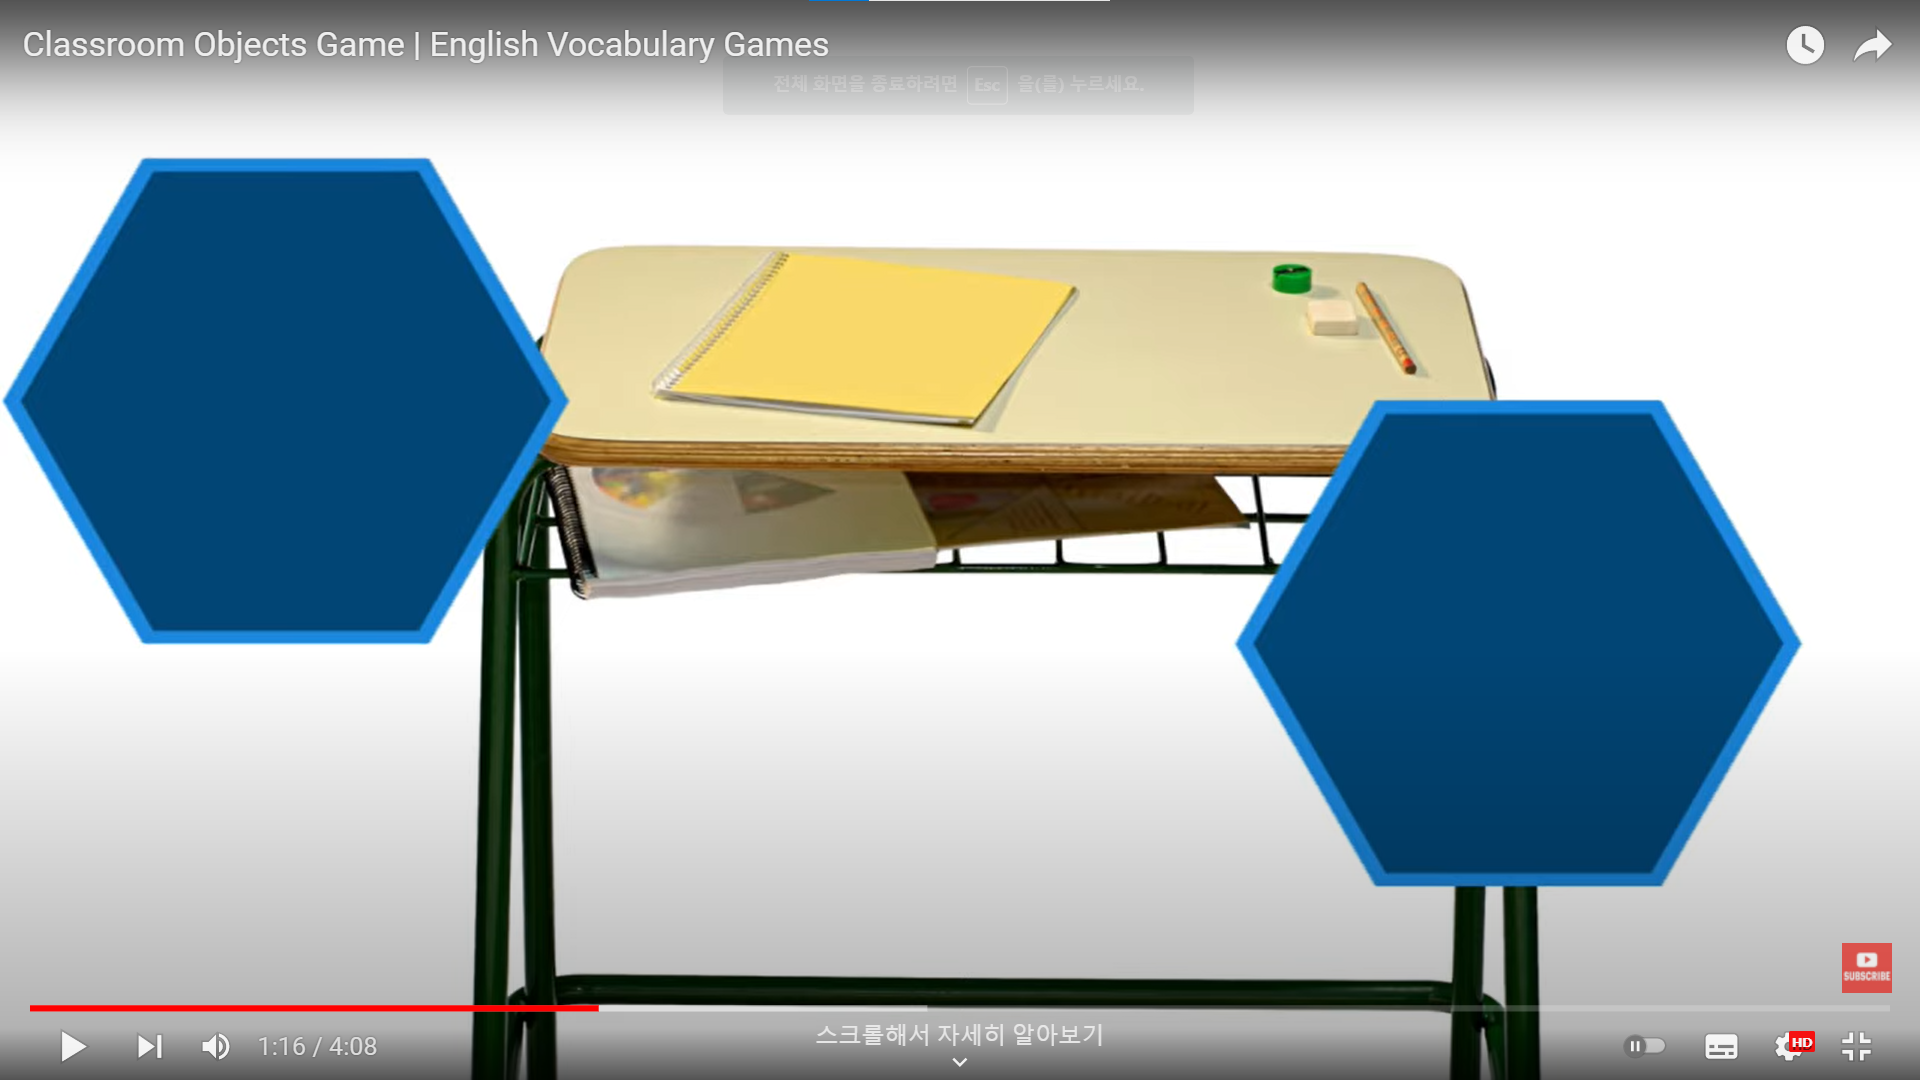 Classroom Objects Game | English Vocabulary Games
전체 화면을 종료하려면 Esc 을(를) 누르세요.
SUBSCRIBE
1:16 / 4:08
스크롤해서 자세히 알아보기
HD